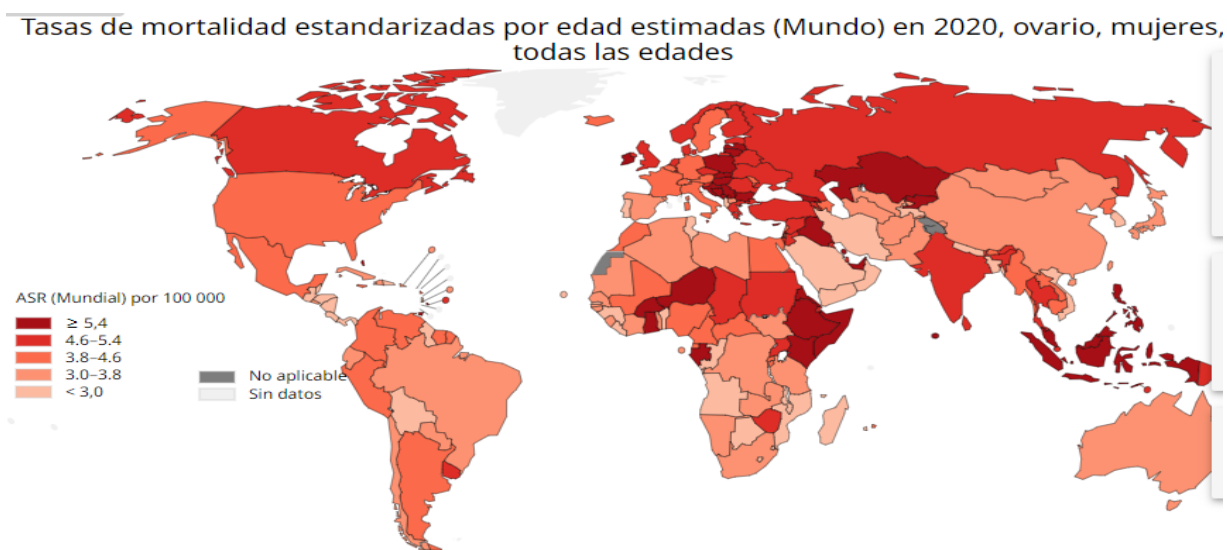 Tasas de mortalidad estandarizadas por edad estimadas (Mundo) en 2020, ovario, mujeres,
todas las edades
ASR (Mundial) por 100 000
≥ 5,4
4.6–5.4
3.8–4.6
3.0–3.8
< 3,0
No aplicable
Sin datos